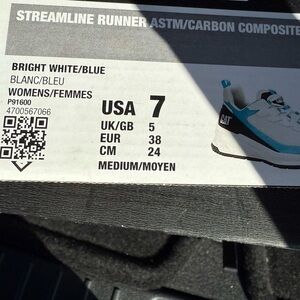 STREAMLINE RUNNER ASTM/CARBON COMPOSITE
BRIGHT WHITE/BLUE
BLANC/BLEU
WOMENS/FEMMES
P91600
4700567066
USA 7
UK/GB 5
EUR 38
CM 24
MEDIUM/MOYEN
CAT